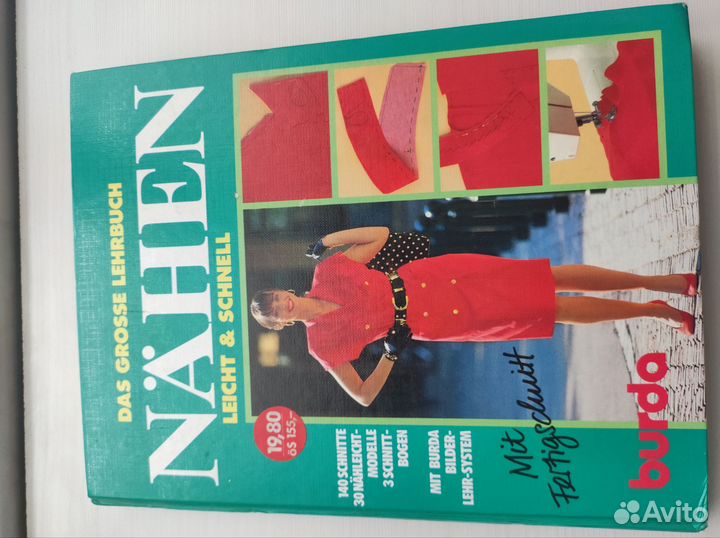 DAS GROSSE LEHRBUCH
NÄHEN
LEICHT & SCHNELL
19,80
öS 155,–
140 SCHNITTE
30 NÄHLEICHT-
MODELLE
3 SCHNITT-
BOGEN
MIT BURDA
BILDER-
LEHR-SYSTEM
Mit
Fertigschnitt
burda
Avito